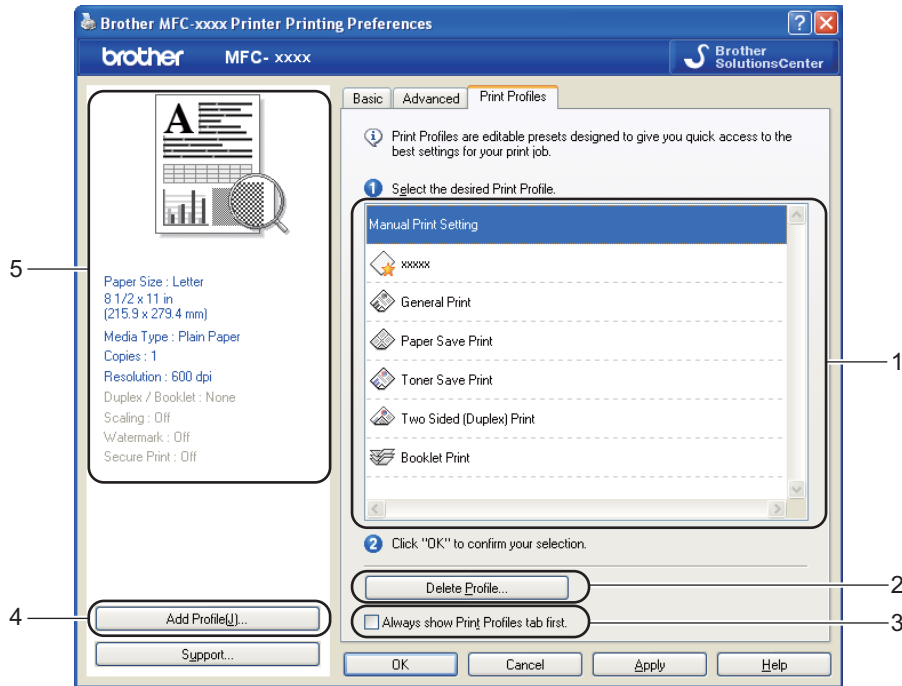 Brother MFC-xxxx Printer Printing Preferences
brother MFC- xxxx
Brother
SolutionsCenter
Basic Advanced Print Profiles
Print Profiles are editable presets designed to give you quick access to the
best settings for your print job.
1 Select the desired Print Profile.
Manual Print Setting
xxxxx
General Print
Paper Save Print
Toner Save Print
Two Sided (Duplex) Print
Booklet Print
1
2 Click "OK" to confirm your selection.
Delete Profile...
2
Always show Print Profiles tab first.
3
A
5
Paper Size : Letter
8 1/2 x 11 in
(215.9 x 279.4 mm)
Media Type : Plain Paper
Copies : 1
Resolution : 600 dpi
Duplex / Booklet : None
Scaling : Off
Watermark : Off
Secure Print : Off
4
Add Profile(J)...
Support...
OK Cancel Apply Help